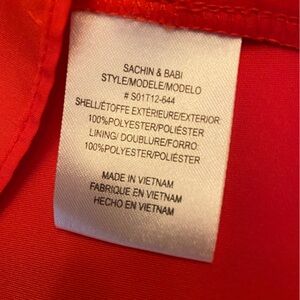 SACHIN & BABI
STYLE/MODELE/MODELO
# S01T12-644
SHELL/ÉTOFFE EXTÉRIEURE/EXTERIOR:
100%POLYESTER/POLIÉSTER
LINING/ DOUBLURE/FORRO:
100%POLYESTER/POLIÉSTER
MADE IN VIETNAM
FABRIQUE EN VIETNAM
HECHO EN VIETNAM